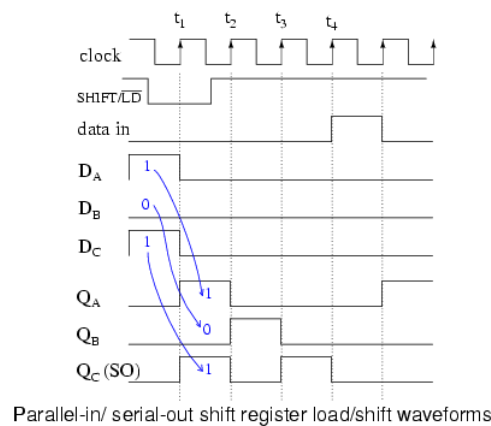 t1 t2 t3 t4
clock
SHIFT/LD
data in
DA 1
DB 0
DC 1
QA 1
QB 0
QC (SO) 1
Parallel-in/ serial-out shift register load/shift waveforms